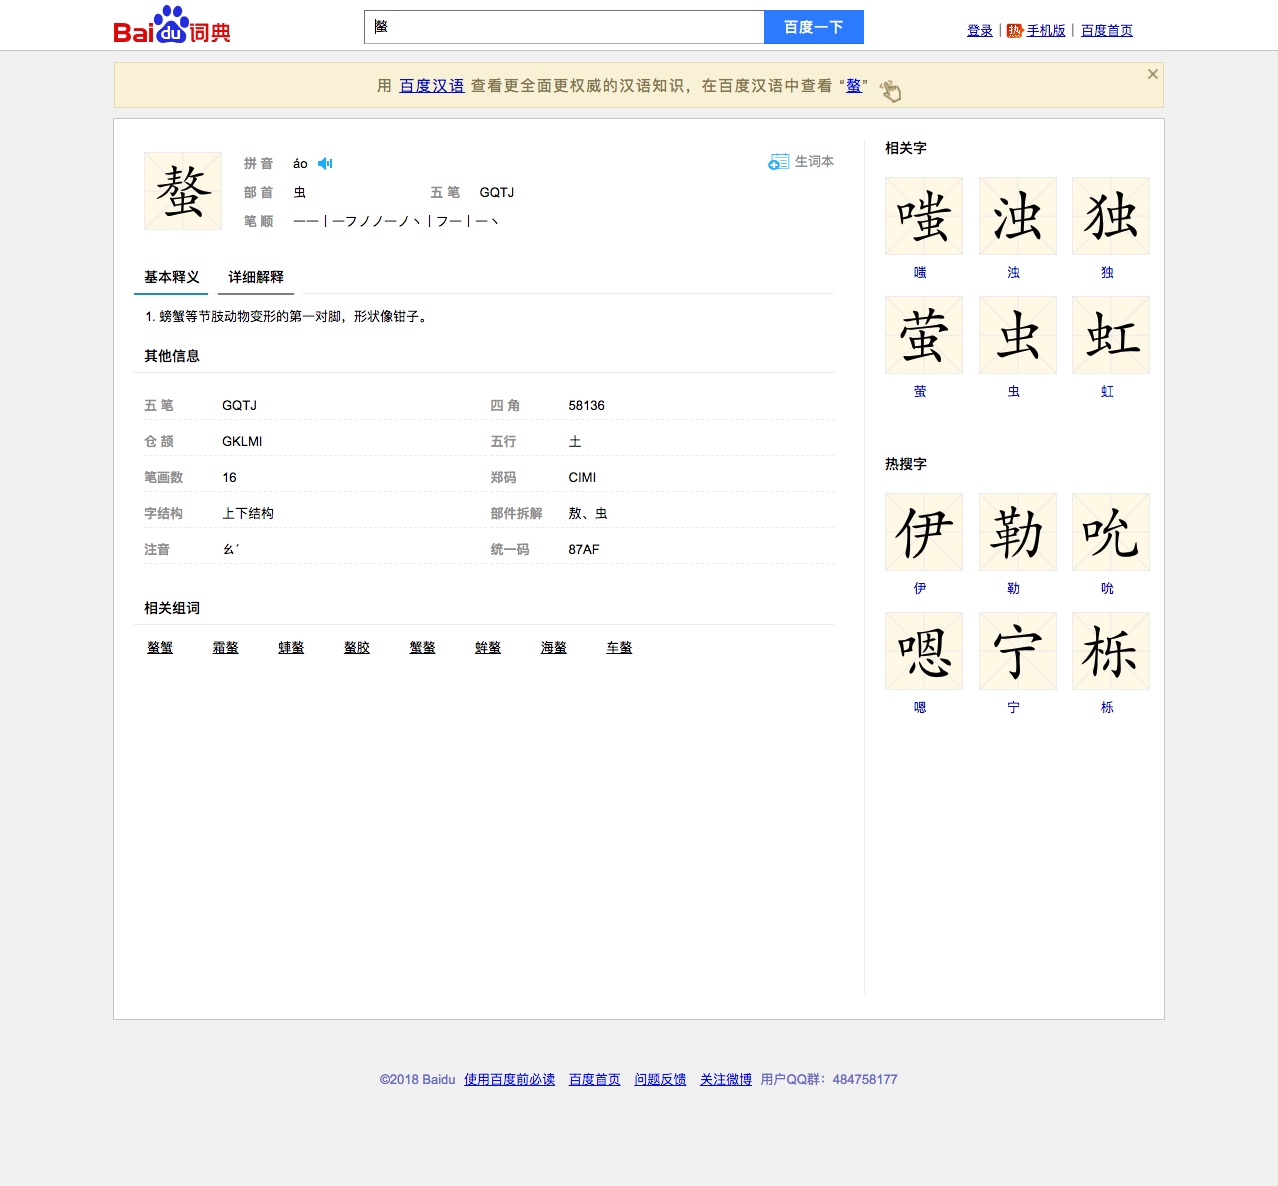 Baidu词典
螯
百度一下
登录 | 热 手机版 | 百度首页
用 百度汉语 查看更全面更权威的汉语知识，在百度汉语中查看 “螯”
螯
拼 音 áo
生词本
部 首 虫 五 笔 GQTJ
笔 顺 一一丨一フノノ一ノ丶丨フ一丨一丶
基本释义 详细解释
1. 螃蟹等节肢动物变形的第一对脚，形状像钳子。
其他信息
五 笔 GQTJ 四 角 58136
仓 颉 GKLMI 五行 土
笔画数 16 郑码 CIMI
字结构 上下结构 部件拆解 敖、虫
注音 ㄠˊ 统一码 87AF
相关组词
螯蟹 霜螯 蟩螯 螯胶 蟹螯 蛑螯 海螯 车螯
相关字
嗤 浊 独
嗤 浊 独
萤 虫 虹
萤 虫 虹
热搜字
伊 勒 吮
伊 勒 吮
嗯 宁 栎
嗯 宁 栎
©2018 Baidu 使用百度前必读 百度首页 问题反馈 关注微博 用户QQ群：484758177